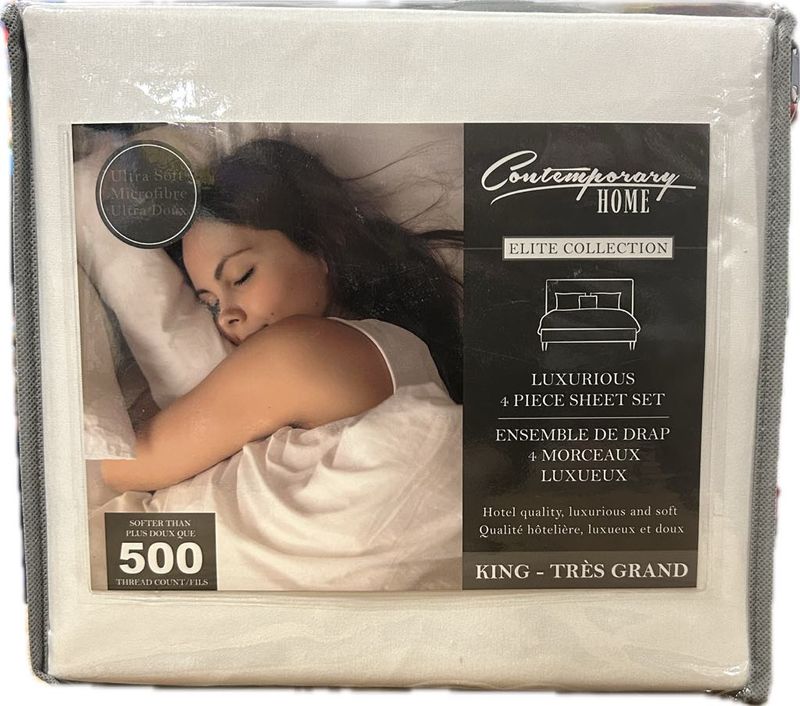 Ultra Soft
Microfibre
Ultra Doux
Contemporary
HOME
ELITE COLLECTION
LUXURIOUS
4 PIECE SHEET SET
ENSEMBLE DE DRAP
4 MORCEAUX
LUXUEUX
Hotel quality, luxurious and soft
Qualité hôtelière, luxueux et doux
KING - TRÈS GRAND
SOFTER THAN
PLUS DOUX QUE
500
THREAD COUNT/FILS